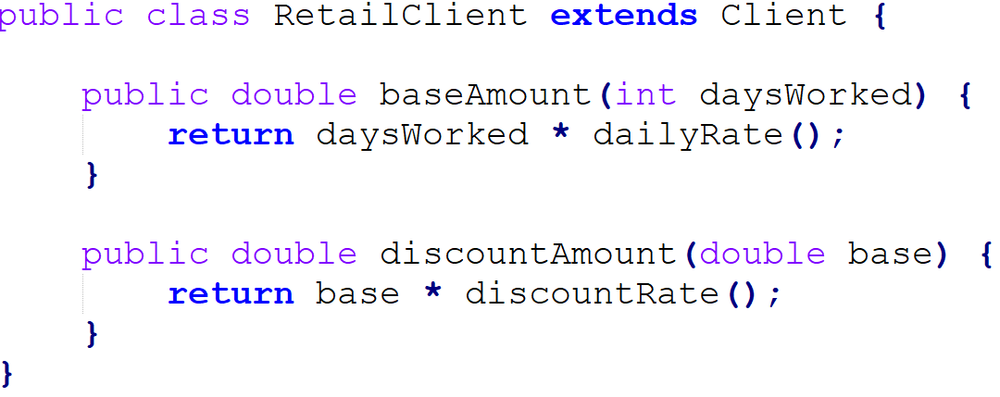 public class RetailClient extends Client {
public double baseAmount(int daysWorked) {
return daysWorked * dailyRate();
}
public double discountAmount(double base) {
return base * discountRate();
}
}